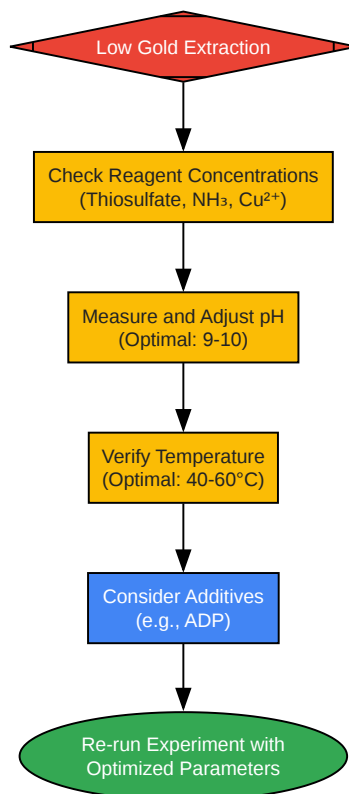 Low Gold Extraction
Check Reagent Concentrations
(Thiosulfate, NH₃, Cu²⁺)
Measure and Adjust pH
(Optimal: 9-10)
Verify Temperature
(Optimal: 40-60°C)
Consider Additives
(e.g., ADP)
Re-run Experiment with
Optimized Parameters